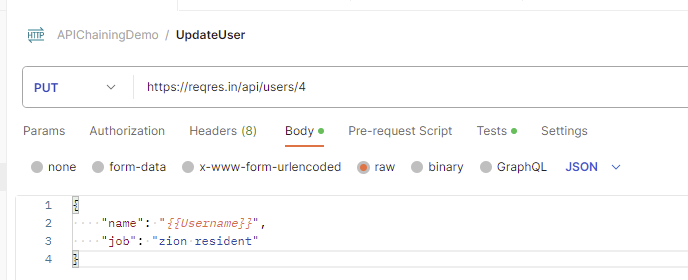 HTTP APIChainingDemo / UpdateUser
PUT https://reqres.in/api/users/4
Params Authorization Headers (8) Body Pre-request Script Tests Settings
none form-data x-www-form-urlencoded raw binary GraphQL JSON
1 {
2 "name": "{{Username}}",
3 "job": "zion resident"
4 }